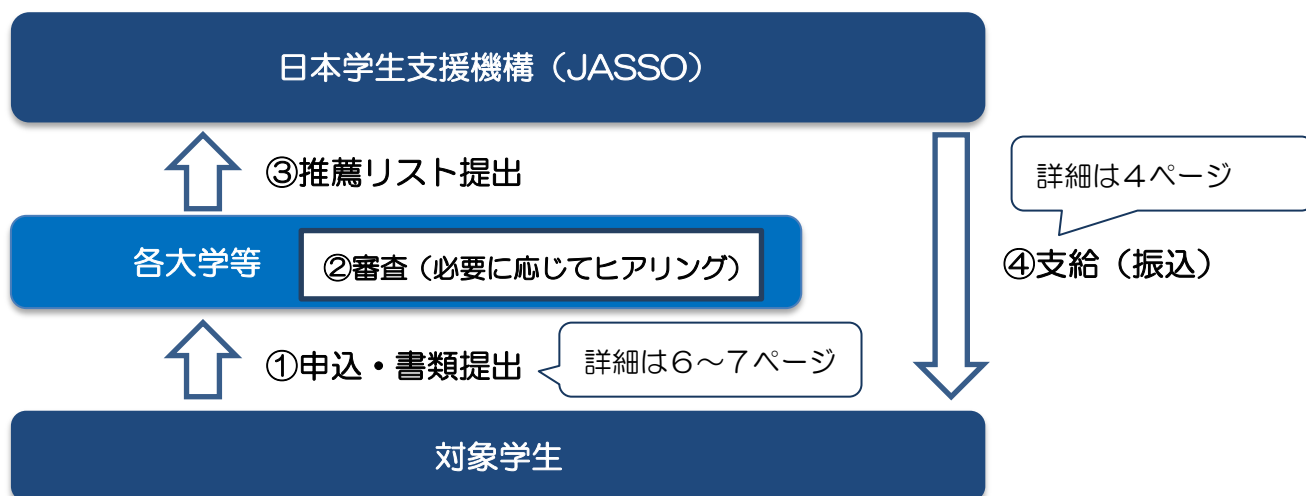 日本学生支援機構（JASSO）
③推薦リスト提出
詳細は４ページ
各大学等
②審査（必要に応じてヒアリング）
④支給（振込）
①申込・書類提出
詳細は６～７ページ
対象学生